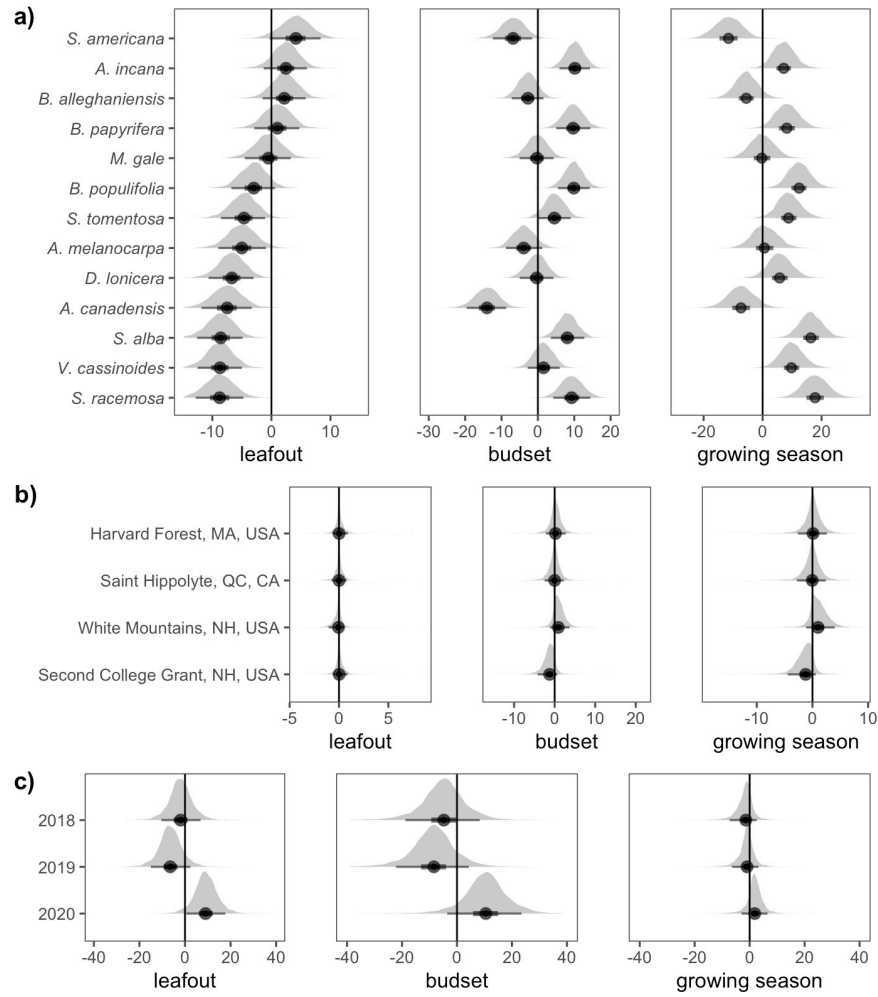 a)
S. americana
A. incana
B. alleghaniensis
B. papyrifera
M. gale
B. populifolia
S. tomentosa
A. melanocarpa
D. lonicera
A. canadensis
S. alba
V. cassinoides
S. racemosa
-10 0 10
leafout
-30 -20 -10 0 10 20
budset
-20 0 20
growing season
b)
Harvard Forest, MA, USA
Saint Hippolyte, QC, CA
White Mountains, NH, USA
Second College Grant, NH, USA
-5 0 5
leafout
-10 0 10 20
budset
-10 0 10
growing season
c)
2018
2019
2020
-40 -20 0 20 40
leafout
-40 -20 0 20 40
budset
-40 -20 0 20 40
growing season